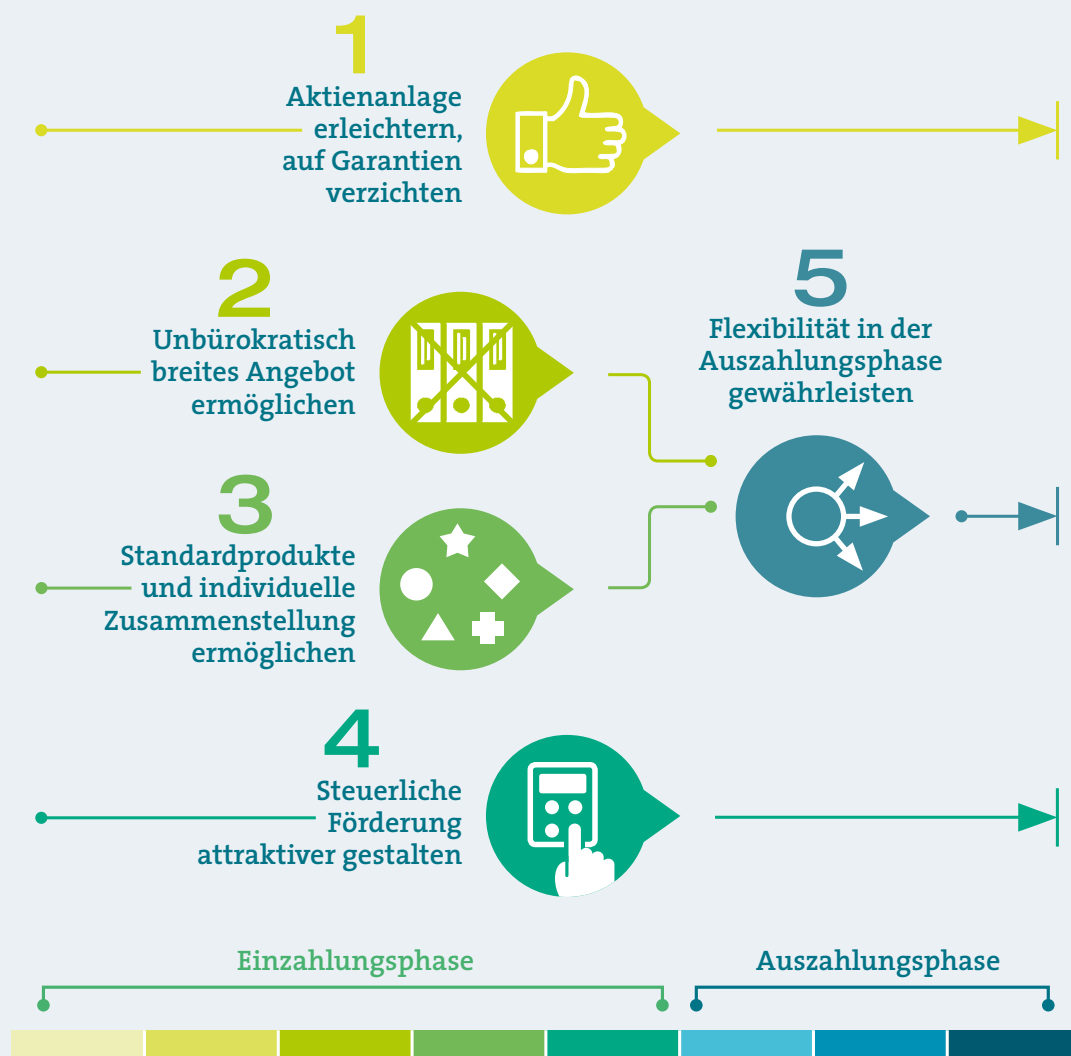 1
Aktienanlage
erleichtern,
auf Garantien
verzichten
2
Unbürokratisch
breites Angebot
ermöglichen
3
Standardprodukte
und individuelle
Zusammenstellung
ermöglichen
4
Steuerliche
Förderung
attraktiver gestalten
5
Flexibilität in der
Auszahlungsphase
gewährleisten
Einzahlungsphase
Auszahlungsphase